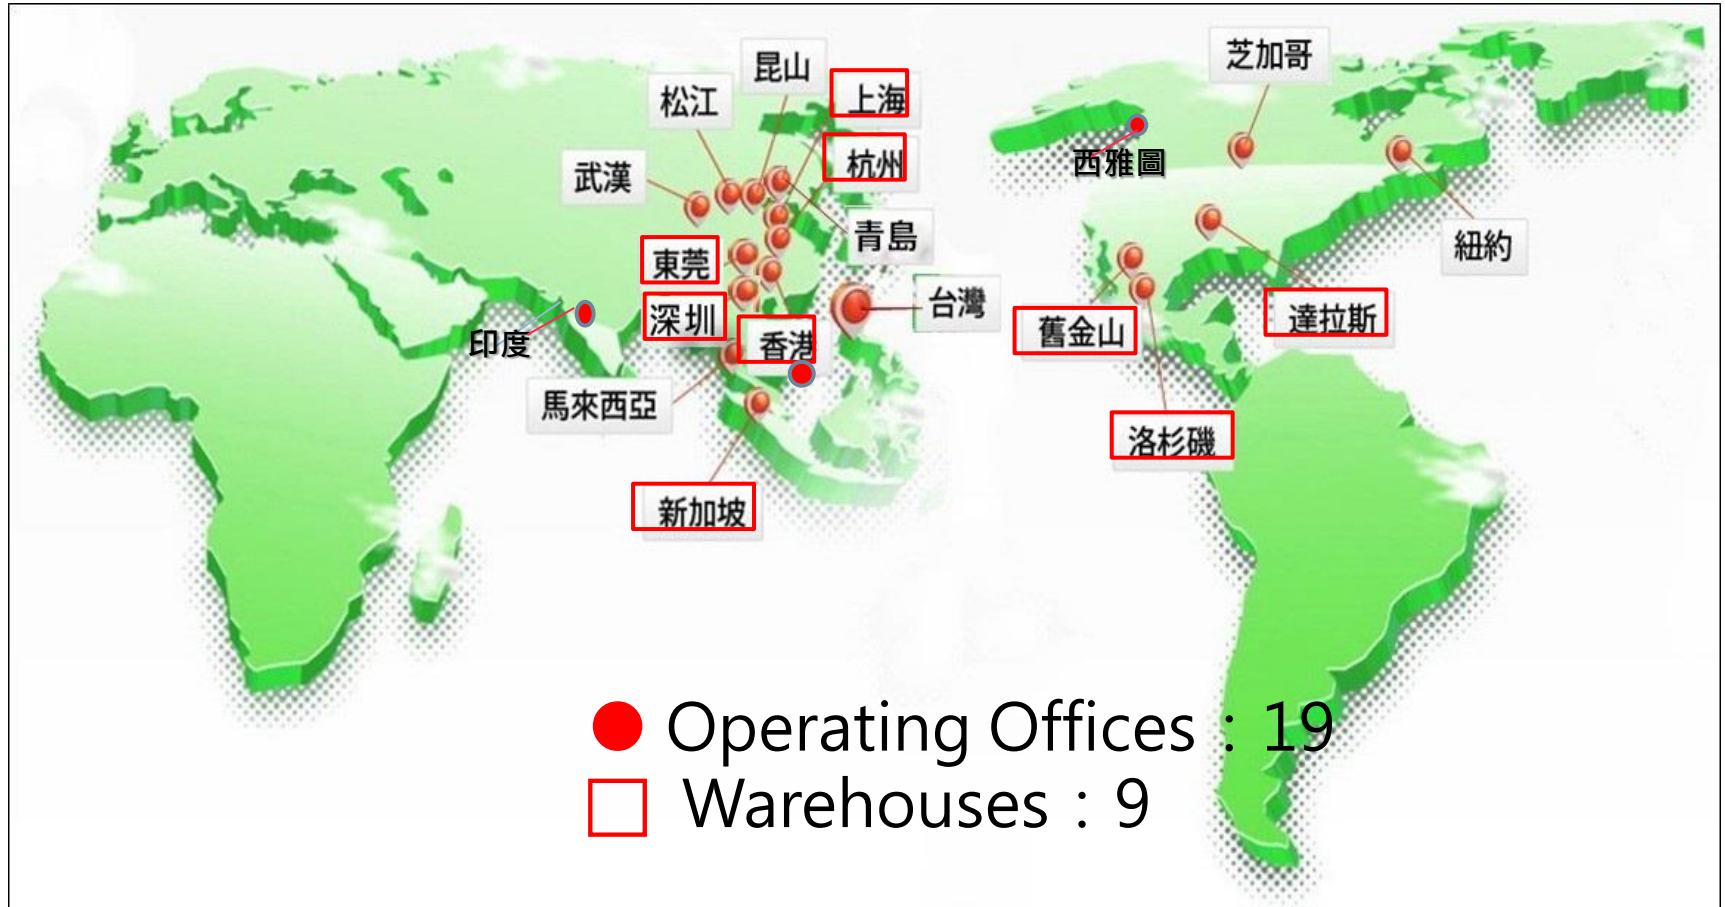 昆山
上海
松江
杭州
武漢
青島
東莞
台灣
深圳
香港
印度
馬來西亞
新加坡
芝加哥
西雅圖
紐約
舊金山
達拉斯
洛杉磯
Operating Offices：19
Warehouses：9